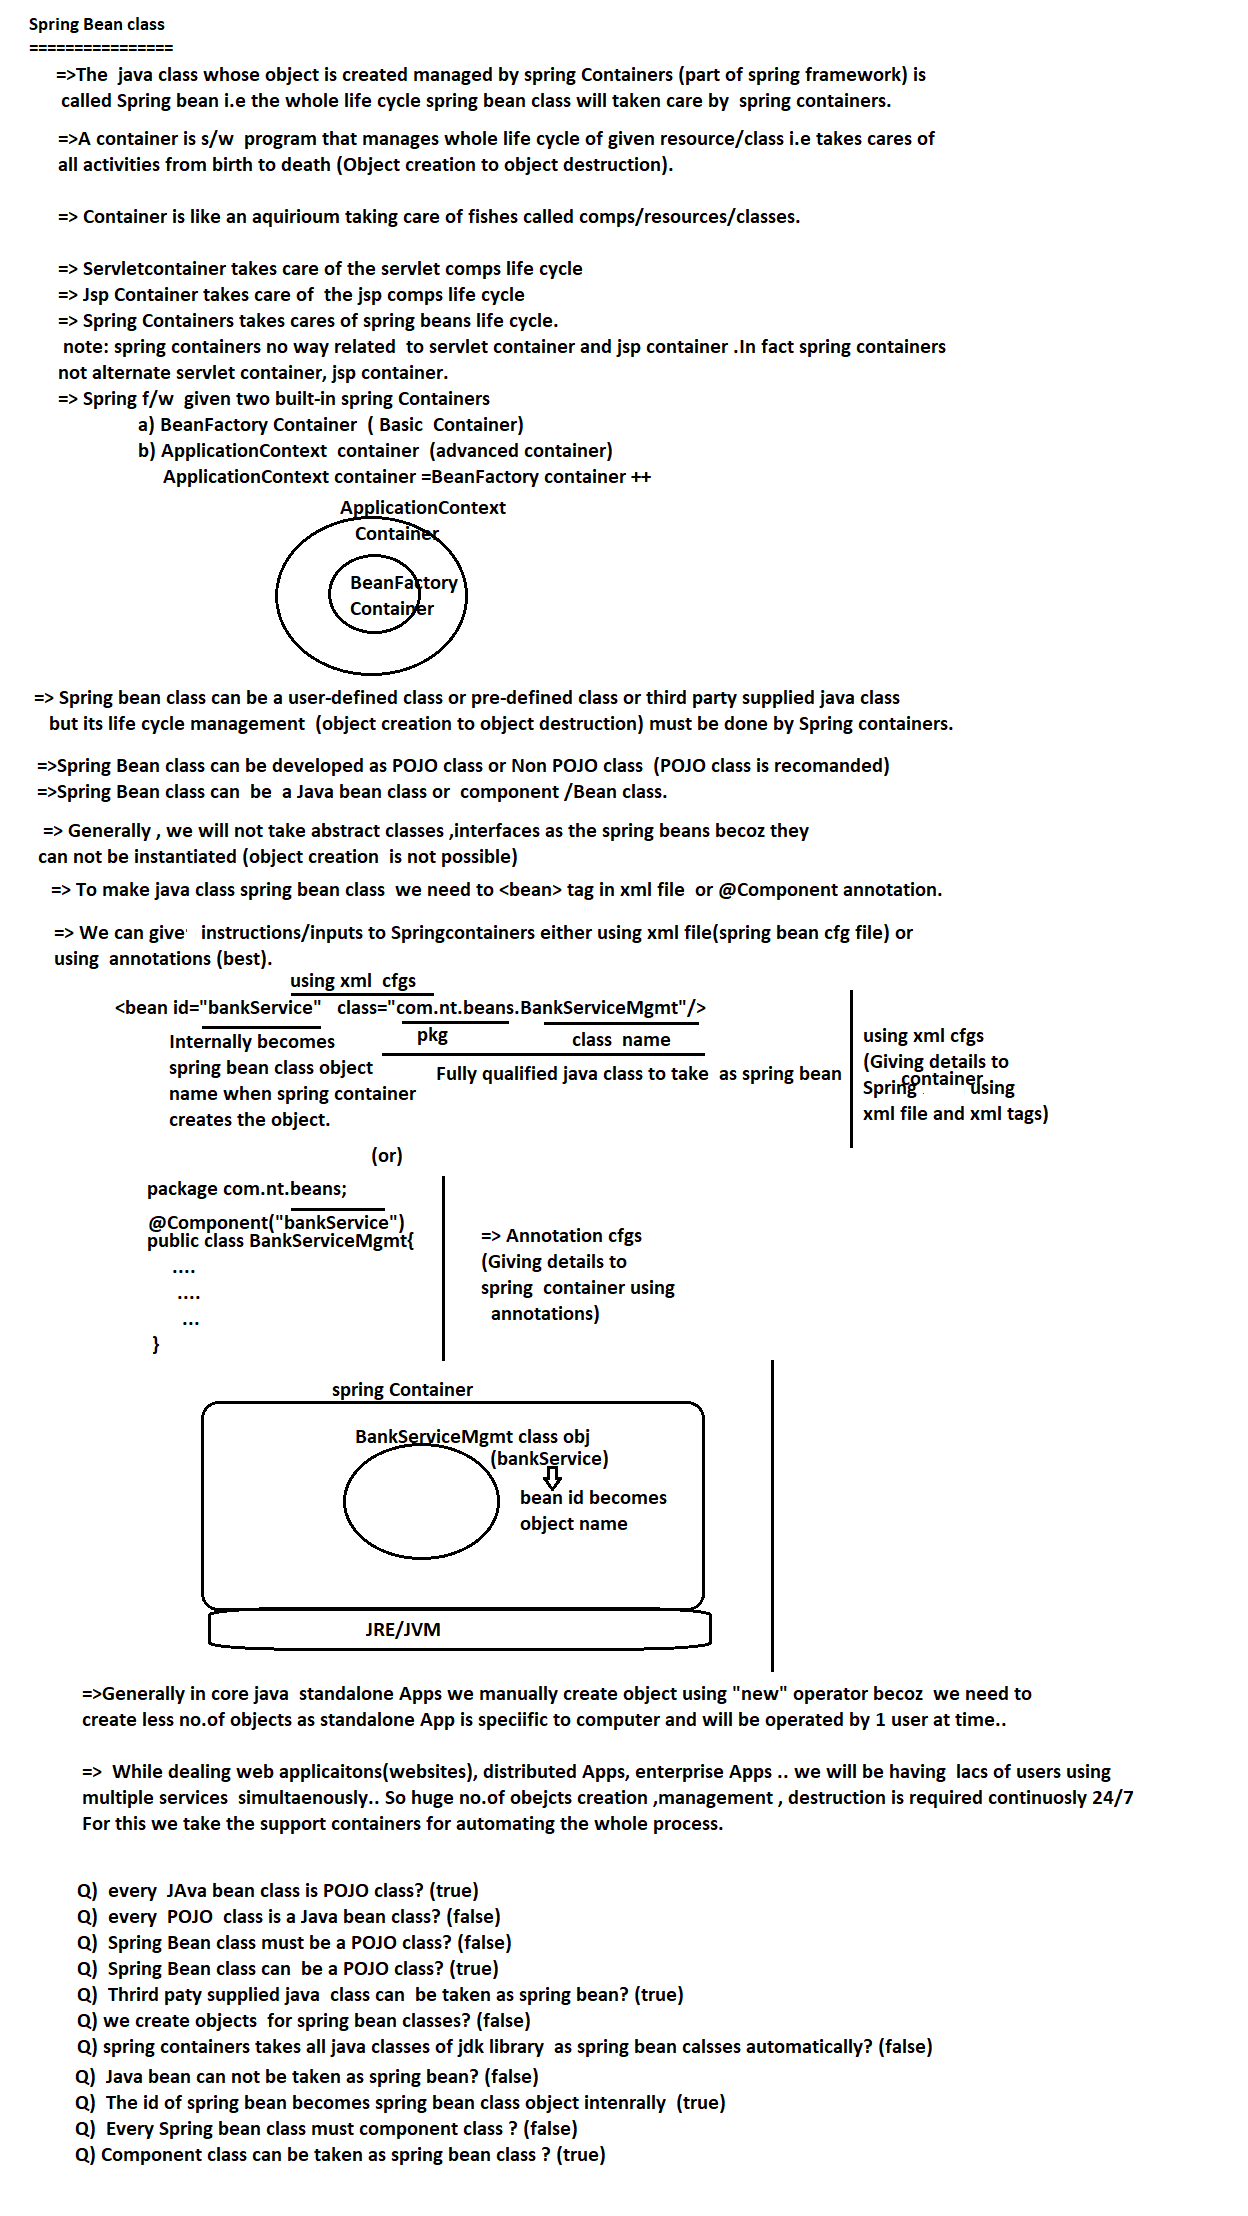 Spring Bean class
================
=>The java class whose object is created managed by spring Containers (part of spring framework) is
called Spring bean i.e the whole life cycle spring bean class will taken care by spring containers.
=>A container is s/w program that manages whole life cycle of given resource/class i.e takes cares of
all activities from birth to death (Object creation to object destruction).
=> Container is like an aquirioum taking care of fishes called comps/resources/classes.
=> Servletcontainer takes care of the servlet comps life cycle
=> Jsp Container takes care of the jsp comps life cycle
=> Spring Containers takes cares of spring beans life cycle.
note: spring containers no way related to servlet container and jsp container .In fact spring containers
not alternate servlet container, jsp container.
=> Spring f/w given two built-in spring Containers
a) BeanFactory Container ( Basic Container)
b) ApplicationContext container (advanced container)
ApplicationContext container =BeanFactory container ++
ApplicationContext
Container
BeanFactory
Container
=> Spring bean class can be a user-defined class or pre-defined class or third party supplied java class
but its life cycle management (object creation to object destruction) must be done by Spring containers.
=>Spring Bean class can be developed as POJO class or Non POJO class (POJO class is recomanded)
=>Spring Bean class can be a Java bean class or component /Bean class.
=> Generally , we will not take abstract classes ,interfaces as the spring beans becoz they
can not be instantiated (object creation is not possible)
=> To make java class spring bean class we need to <bean> tag in xml file or @Component annotation.
=> We can give instructions/inputs to Springcontainers either using xml file(spring bean cfg file) or
using annotations (best).
using xml cfgs
<bean id="bankService" class="com.nt.beans.BankServiceMgmt"/>
pkg
class name
Internally becomes
spring bean class object
name when spring container
creates the object.
Fully qualified java class to take as spring bean
using xml cfgs
(Giving details to
container
Spring using
xml file and xml tags)
(or)
package com.nt.beans;
@Component("bankService")
public class BankServiceMgmt{
....
....
...
}
=> Annotation cfgs
(Giving details to
spring container using
annotations)
spring Container
BankServiceMgmt class obj
(bankService)
bean id becomes
object name
JRE/JVM
=>Generally in core java standalone Apps we manually create object using "new" operator becoz we need to
create less no.of objects as standalone App is speciific to computer and will be operated by 1 user at time..
=> While dealing web applicaitons(websites), distributed Apps, enterprise Apps .. we will be having lacs of users using
multiple services simultaenously.. So huge no.of obejcts creation ,management , destruction is required continuosly 24/7
For this we take the support containers for automating the whole process.
Q) every JAva bean class is POJO class? (true)
Q) every POJO class is a Java bean class? (false)
Q) Spring Bean class must be a POJO class? (false)
Q) Spring Bean class can be a POJO class? (true)
Q) Thrird paty supplied java class can be taken as spring bean? (true)
Q) we create objects for spring bean classes? (false)
Q) spring containers takes all java classes of jdk library as spring bean calsses automatically? (false)
Q) Java bean can not be taken as spring bean? (false)
Q) The id of spring bean becomes spring bean class object intenrally (true)
Q) Every Spring bean class must component class ? (false)
Q) Component class can be taken as spring bean class ? (true)